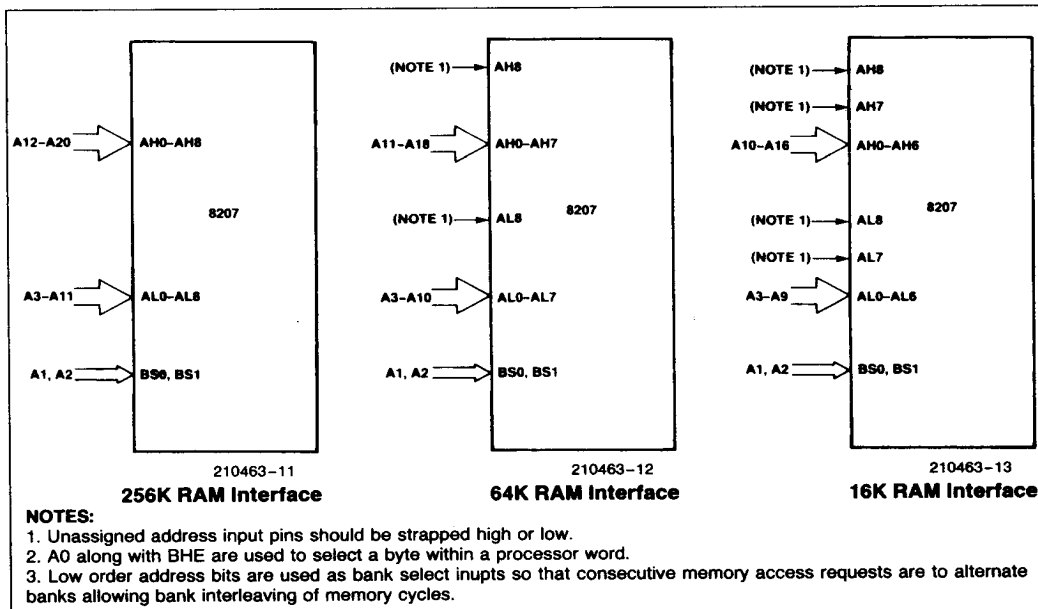 (NOTE 1) AH8
A12–A20 AH0–AH8
A11–A18 AH0–AH7
(NOTE 1) AH8
(NOTE 1) AH7
A10–A16 AH0–AH6
8207
(NOTE 1) AL8
8207
(NOTE 1) AL8
8207
(NOTE 1) AL7
A3–A11 AL0–AL8
A3–A10 AL0–AL7
A3–A9 AL0–AL6
A1, A2 BS0, BS1
A1, A2 BS0, BS1
A1, A2 BS0, BS1
210463–11
256K RAM Interface
210463–12
64K RAM Interface
210463–13
16K RAM Interface
NOTES:
1. Unassigned address input pins should be strapped high or low.
2. A0 along with BHE are used to select a byte within a processor word.
3. Low order address bits are used as bank select inupts so that consecutive memory access requests are to alternate
banks allowing bank interleaving of memory cycles.